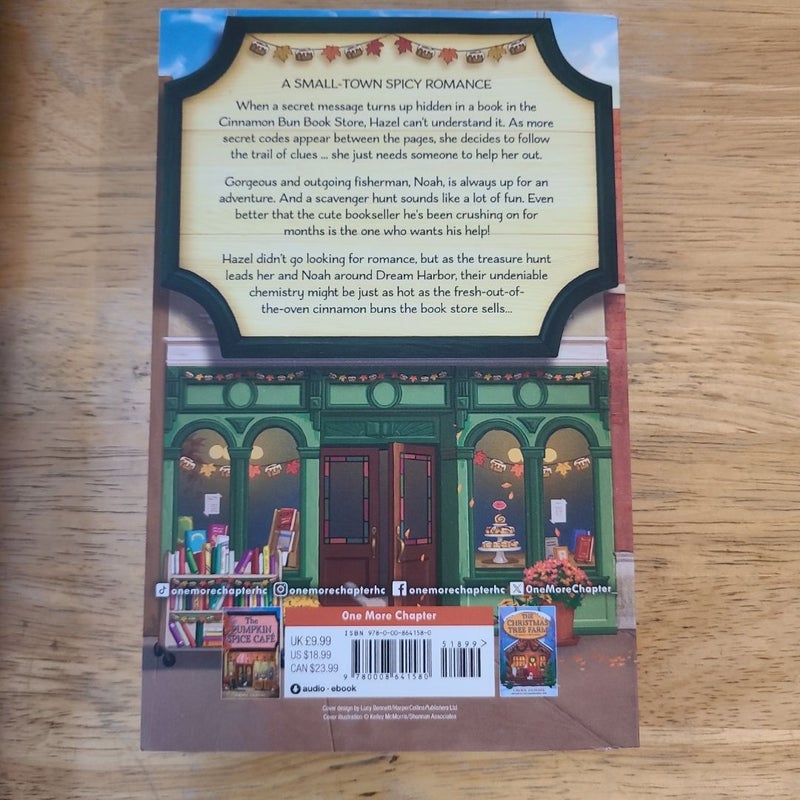 A SMALL-TOWN SPICY ROMANCE
When a secret message turns up hidden in a book in the
Cinnamon Bun Book Store, Hazel can't understand it. As more
secret codes appear between the pages, she decides to follow
the trail of clues ... she just needs someone to help her out.
Gorgeous and outgoing fisherman, Noah, is always up for an
adventure. And a scavenger hunt sounds like a lot of fun. Even
better that the cute bookseller he's been crushing on for
months is the one who wants his help!
Hazel didn't go looking for romance, but as the treasure hunt
leads her and Noah around Dream Harbor, their undeniable
chemistry might be just as hot as the fresh-out-of-
the-oven cinnamon buns the book store sells...
onemorechapterhc onemorechapterhc onemorechapterhc X OneMoreChapter_
The
PUMPKIN
SPICE CAFÉ
One More Chapter
UK £9.99
US $18.99
CAN $23.99
audio · ebook
ISBN 978-0-00-864158-0
51899>
9 780008 641580
THE
CHRISTMAS
TREE FARM
Cover design by Lucy Bennett/HarperCollinsPublishers Ltd
Cover illustration © Kelley McMorris/Shannon Associates